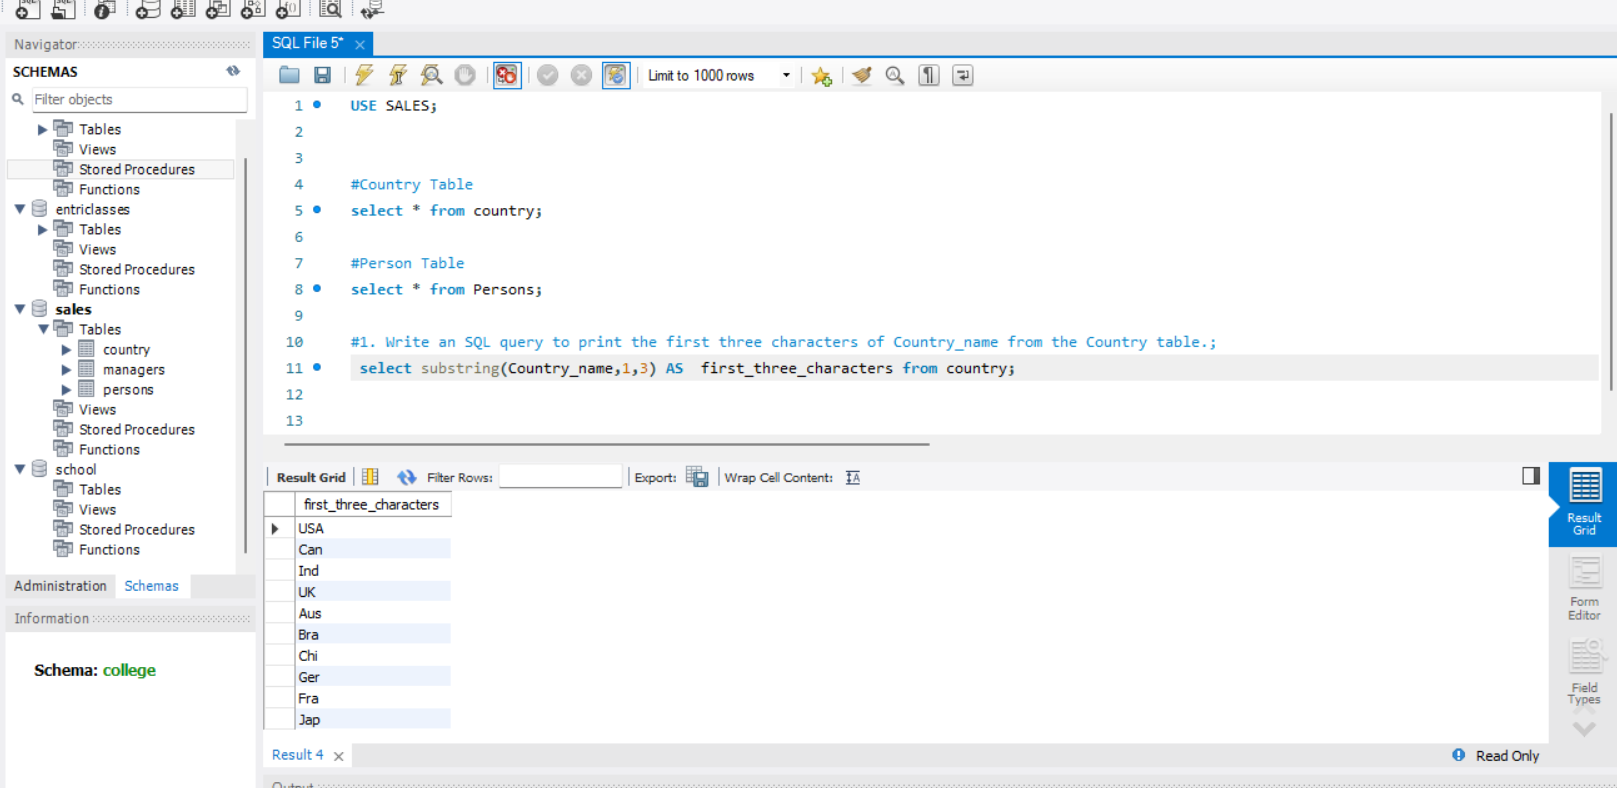 Navigator
SCHEMAS
Filter objects
Tables
Views
Stored Procedures
Functions
entriclasses
Tables
Views
Stored Procedures
Functions
sales
Tables
country
managers
persons
Views
Stored Procedures
Functions
school
Tables
Views
Stored Procedures
Functions
Administration Schemas
Information
Schema: college
SQL File 5*
Limit to 1000 rows
1 USE SALES;
2
3
4 #Country Table
5 select * from country;
6
7 #Person Table
8 select * from Persons;
9
10 #1. Write an SQL query to print the first three characters of Country_name from the Country table.;
11 select substring(Country_name,1,3) AS  first_three_characters from country;
12
13
Result Grid Filter Rows: Export: Wrap Cell Content:
first_three_characters
USA
Can
Ind
UK
Aus
Bra
Chi
Ger
Fra
Jap
Result Grid
Form Editor
Field Types
Result 4
Read Only
Output